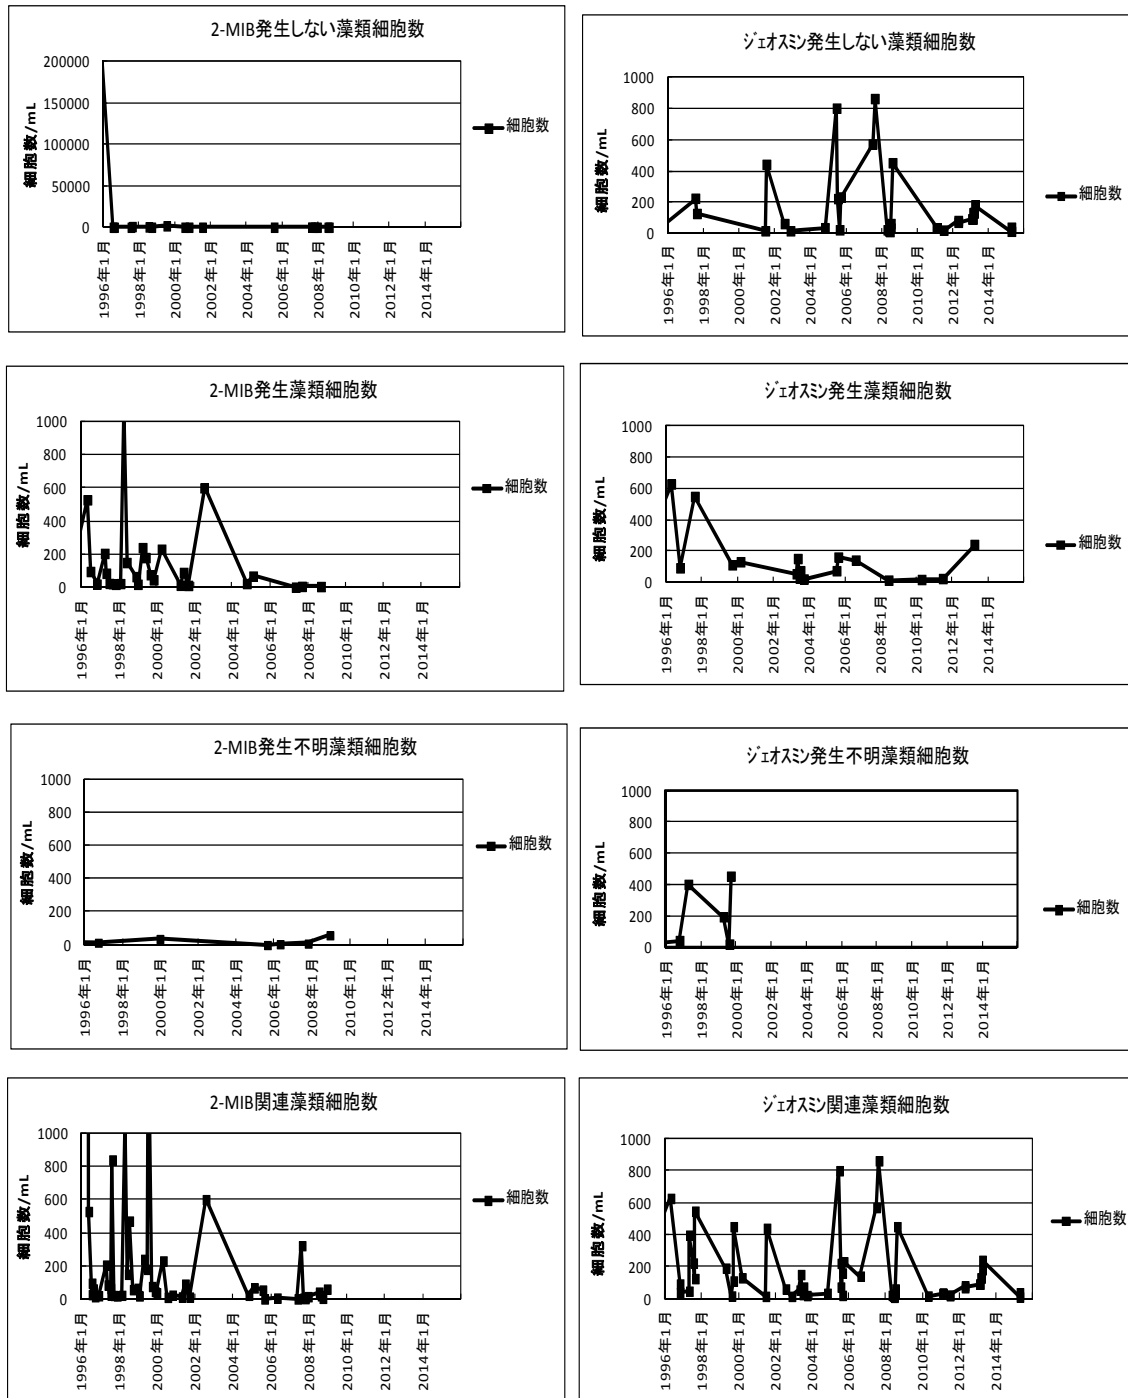 2-MIB発生しない藻類細胞数
細胞数/mL
200000
150000
100000
50000
0
1996年1月
1998年1月
2000年1月
2002年1月
2004年1月
2006年1月
2008年1月
2010年1月
2012年1月
2014年1月
細胞数
ジェオスミン発生しない藻類細胞数
細胞数/mL
1000
800
600
400
200
0
1996年1月
1998年1月
2000年1月
2002年1月
2004年1月
2006年1月
2008年1月
2010年1月
2012年1月
2014年1月
細胞数
2-MIB発生藻類細胞数
細胞数/mL
1000
800
600
400
200
0
1996年1月
1998年1月
2000年1月
2002年1月
2004年1月
2006年1月
2008年1月
2010年1月
2012年1月
2014年1月
細胞数
ジェオスミン発生藻類細胞数
細胞数/mL
1000
800
600
400
200
0
1996年1月
1998年1月
2000年1月
2002年1月
2004年1月
2006年1月
2008年1月
2010年1月
2012年1月
2014年1月
細胞数
2-MIB発生不明藻類細胞数
細胞数/mL
1000
800
600
400
200
0
1996年1月
1998年1月
2000年1月
2002年1月
2004年1月
2006年1月
2008年1月
2010年1月
2012年1月
2014年1月
細胞数
ジェオスミン発生不明藻類細胞数
細胞数/mL
1000
800
600
400
200
0
1996年1月
1998年1月
2000年1月
2002年1月
2004年1月
2006年1月
2008年1月
2010年1月
2012年1月
2014年1月
細胞数
2-MIB関連藻類細胞数
細胞数/mL
1000
800
600
400
200
0
1996年1月
1998年1月
2000年1月
2002年1月
2004年1月
2006年1月
2008年1月
2010年1月
2012年1月
2014年1月
細胞数
ジェオスミン関連藻類細胞数
細胞数/mL
1000
800
600
400
200
0
1996年1月
1998年1月
2000年1月
2002年1月
2004年1月
2006年1月
2008年1月
2010年1月
2012年1月
2014年1月
細胞数